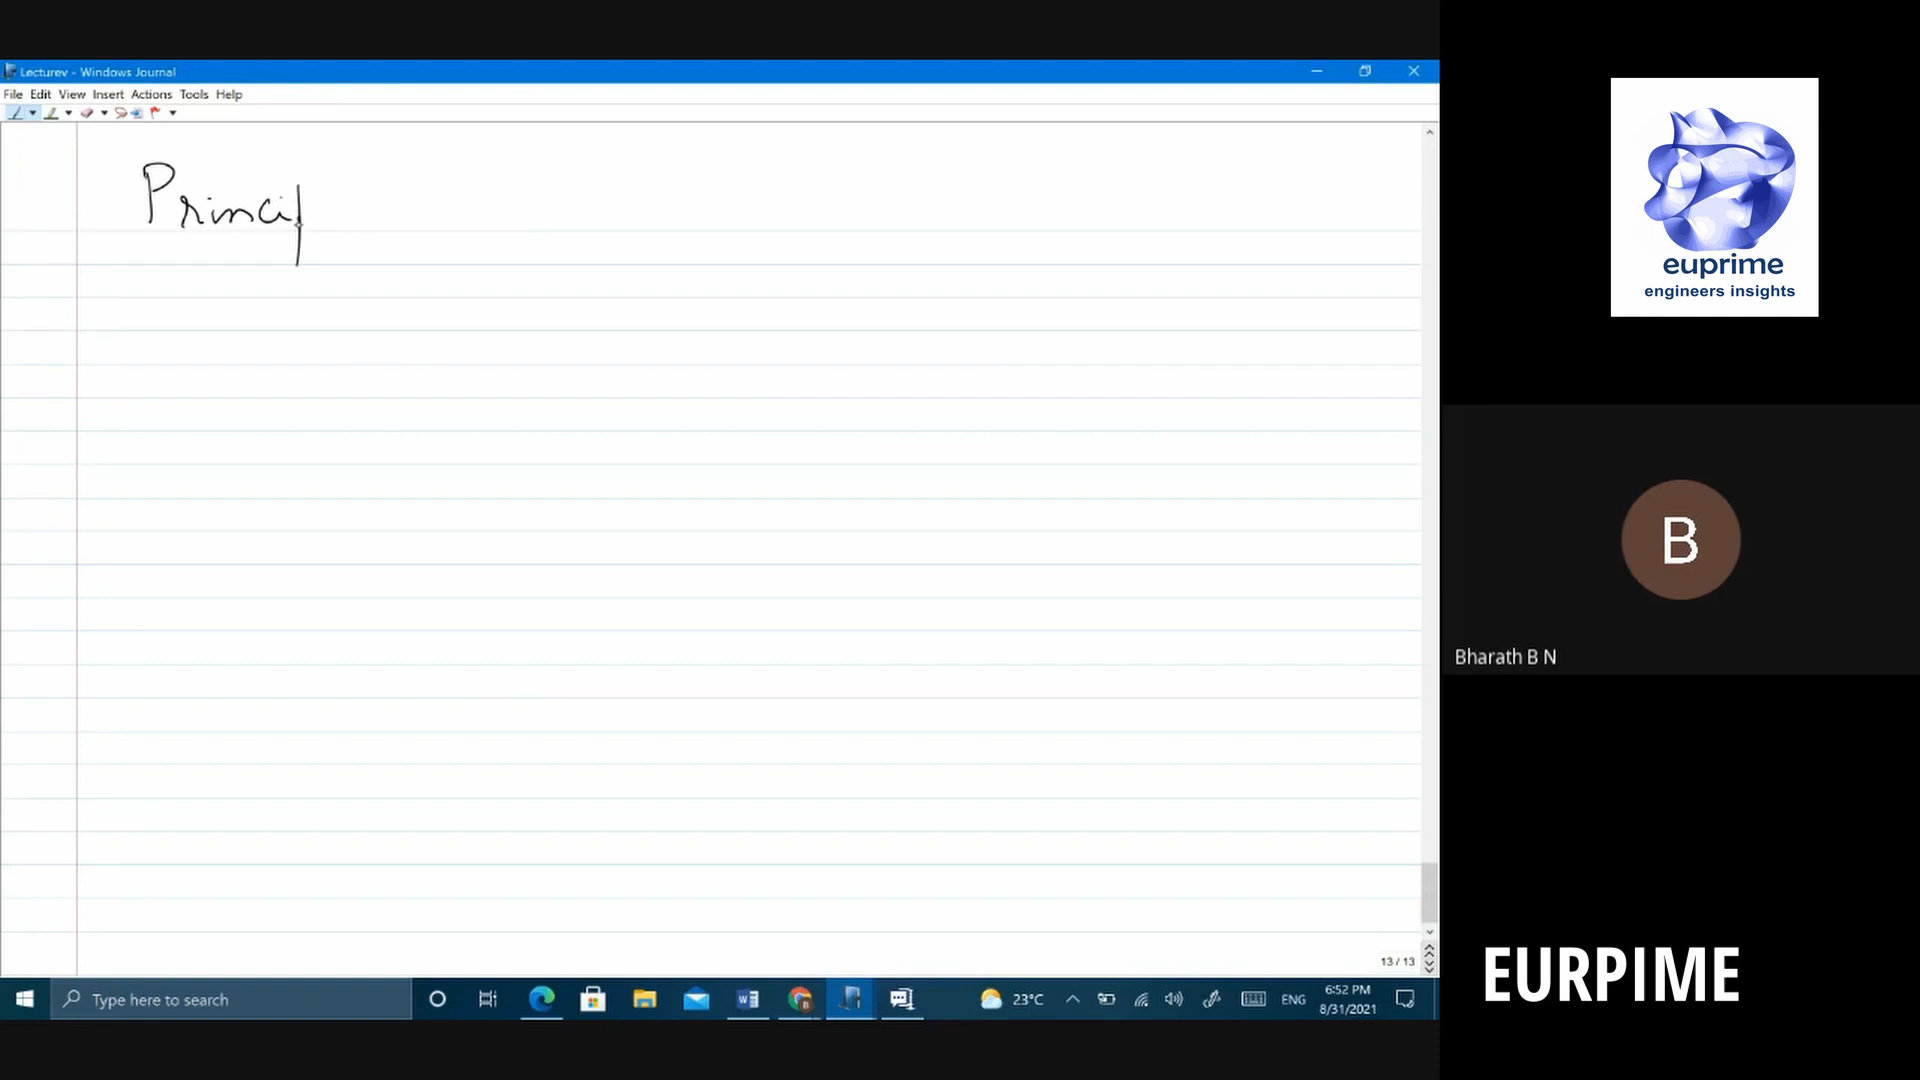 Lecturev - Windows Journal
File Edit View Insert Actions Tools Help
Princip
13 / 13
Type here to search
23°C
ENG
6:52 PM
8/31/2021
euprime
engineers insights
B
Bharath B N
EURPIME